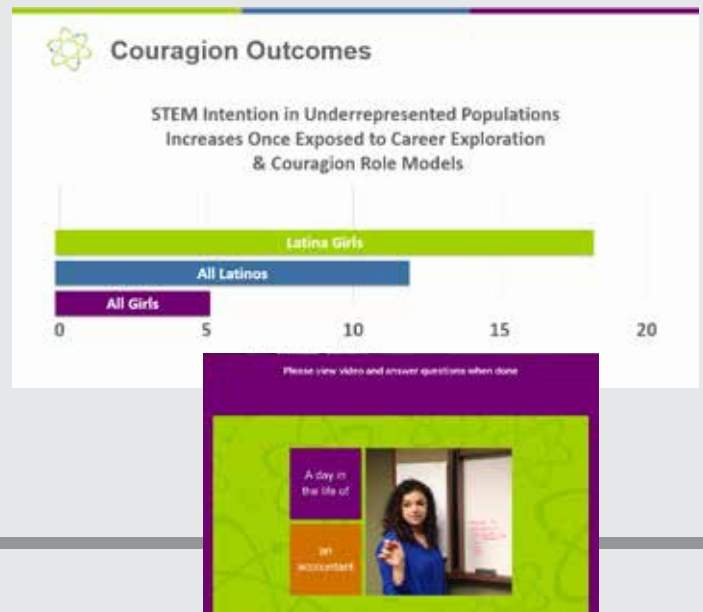 Couragion Outcomes
STEM Intention in Underrepresented Populations
Increases Once Exposed to Career Exploration
& Couragion Role Models
Latina Girls
All Latinos
All Girls
0 5 10 15 20
Please view video and answer questions when done
A day in
the life of
an
accountant